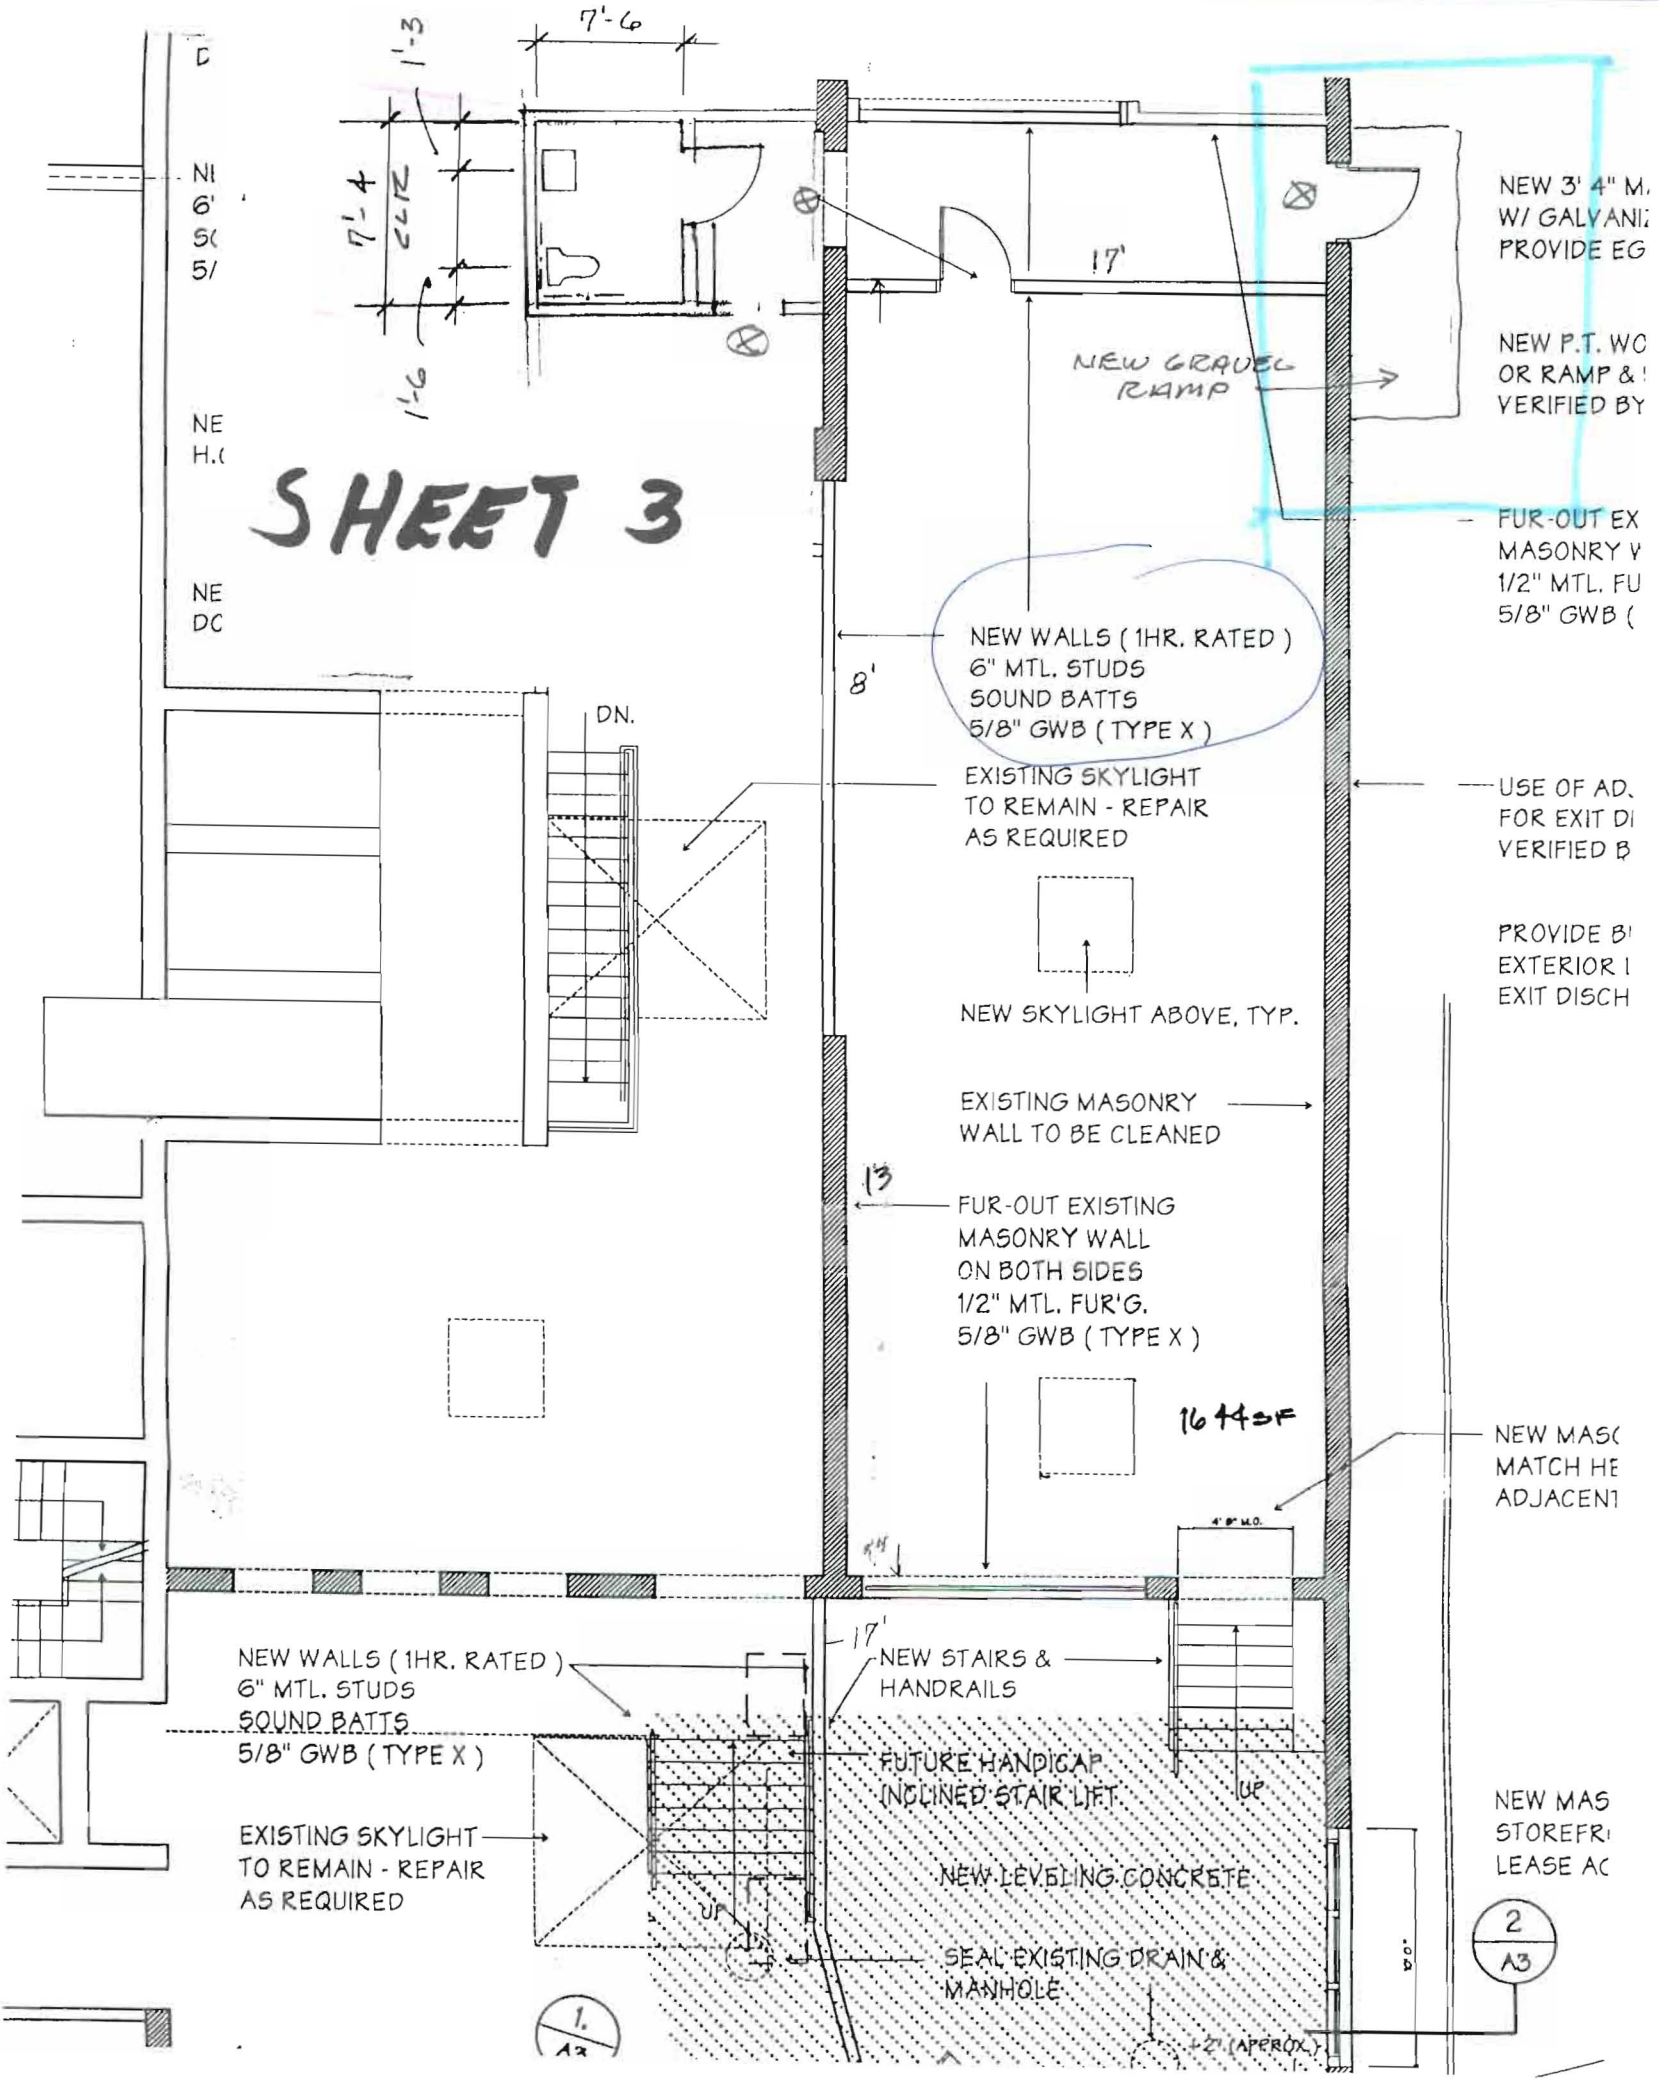 7'-6
1'-3
7'-4
CLR
1'-6
NI
6'
S(
5/
NE
H.(
NE
DC
SHEET 3
17'
NEW GRAVEL
RAMP
NEW 3' 4" M.
W/ GALVANI
PROVIDE EG
NEW P.T. WO
OR RAMP &
VERIFIED BY
FUR-OUT EX
MASONRY
1/2" MTL. FU
5/8" GWB (
8'
NEW WALLS ( 1HR. RATED )
6" MTL. STUDS
SOUND BATTS
5/8" GWB ( TYPE X )
DN.
EXISTING SKYLIGHT
TO REMAIN - REPAIR
AS REQUIRED
USE OF AD
FOR EXIT DI
VERIFIED B
PROVIDE B
EXTERIOR
EXIT DISCH
NEW SKYLIGHT ABOVE, TYP.
EXISTING MASONRY
WALL TO BE CLEANED
13
FUR-OUT EXISTING
MASONRY WALL
ON BOTH SIDES
1/2" MTL. FUR'G.
5/8" GWB ( TYPE X )
1644 SF
NEW MAS(
MATCH HE
ADJACENT
M.O.
17'
NEW WALLS ( 1HR. RATED )
6" MTL. STUDS
SOUND BATTS
5/8" GWB ( TYPE X )
NEW STAIRS &
HANDRAILS
FUTURE HANDICAP
INCLINED STAIR LIFT
UP
EXISTING SKYLIGHT
TO REMAIN - REPAIR
AS REQUIRED
NEW LEVELING CONCRETE
UP
SEAL EXISTING DRAIN &
MANHOLE
+2' (APPROX.)
NEW MAS
STOREFR
LEASE AC
2
A3
1.
A3